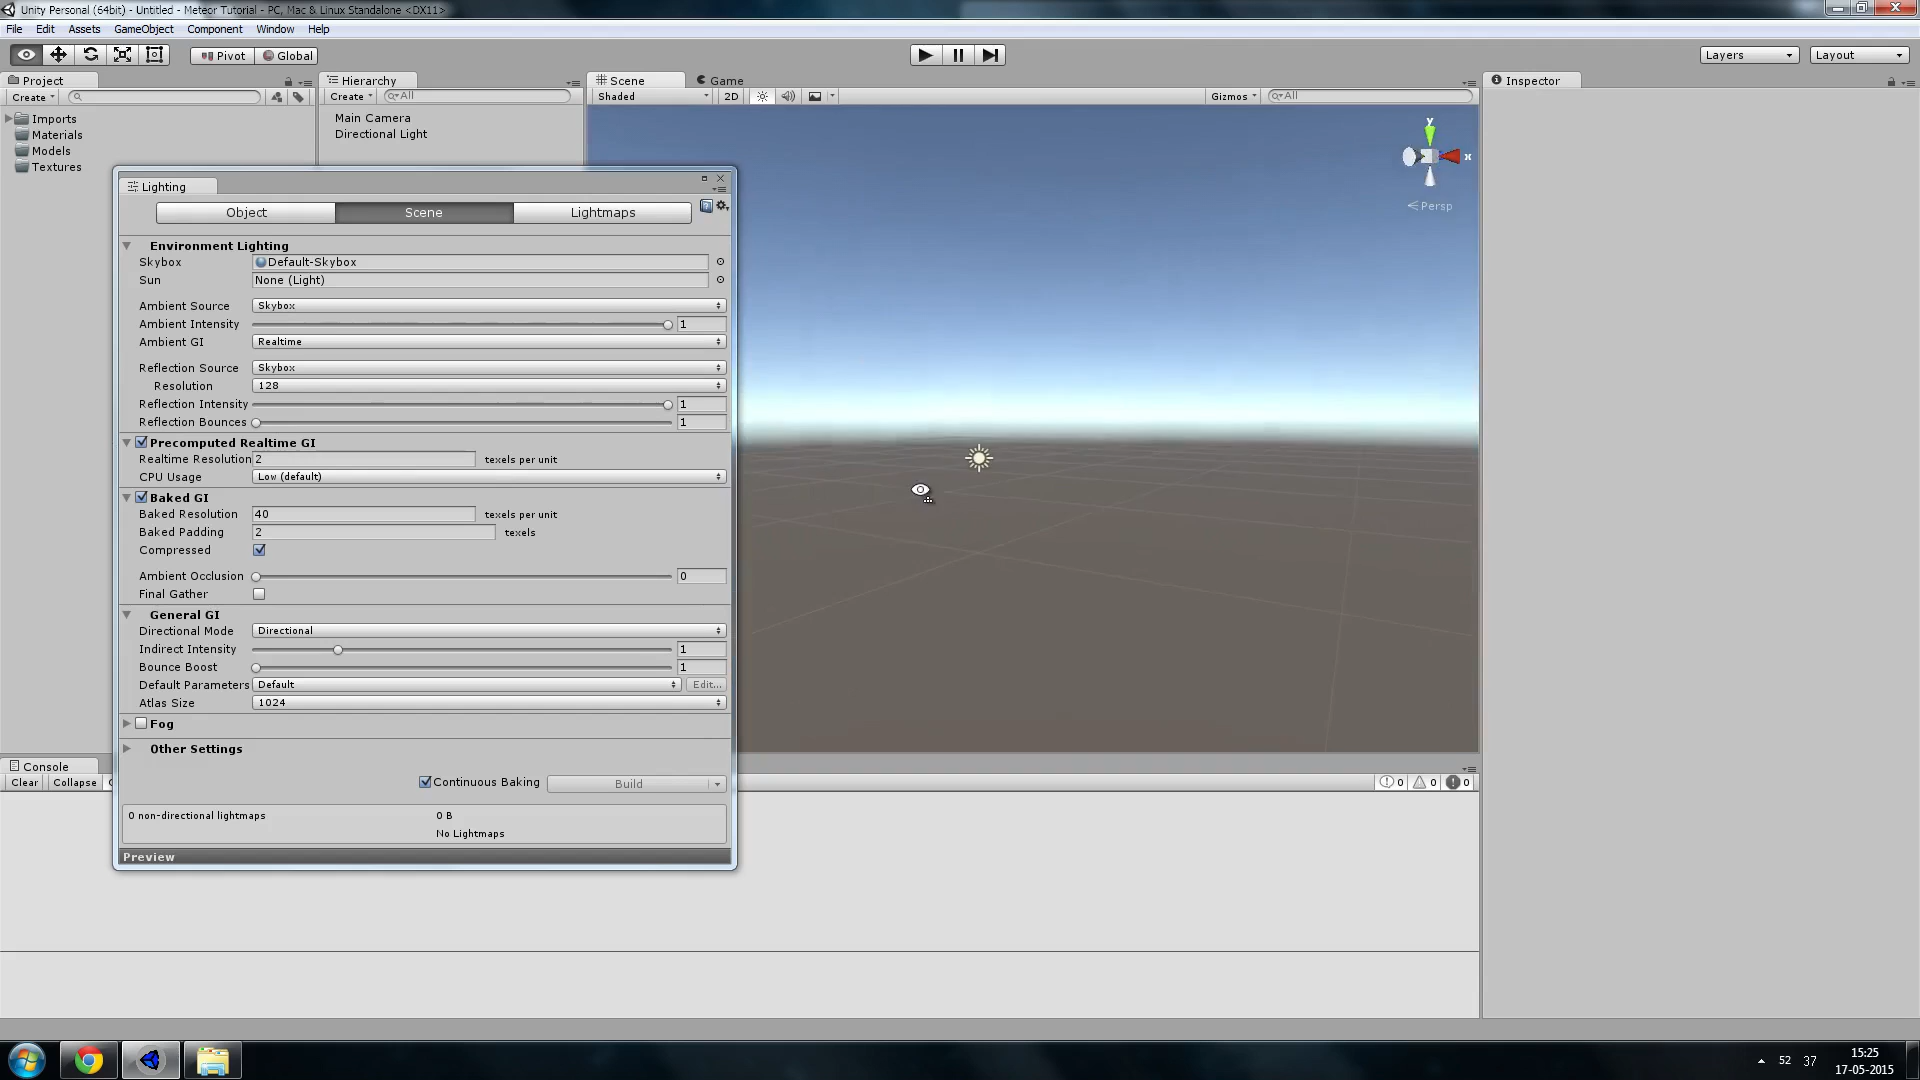 Unity Personal (64bit) - Untitled - Meteor Tutorial - PC, Mac & Linux Standalone <DX11>
File Edit Assets GameObject Component Window Help
Pivot Global Layers Layout
Project Hierarchy Scene Game Inspector
Create Create All Shaded 2D Gizmos All
Imports
Materials
Models
Textures
Main Camera
Directional Light
y
x
Persp
Lighting
Object Scene Lightmaps
Environment Lighting
Skybox Default-Skybox
Sun None (Light)
Ambient Source Skybox
Ambient Intensity 1
Ambient GI Realtime
Reflection Source Skybox
Resolution 128
Reflection Intensity 1
Reflection Bounces 1
Precomputed Realtime GI
Realtime Resolution 2 texels per unit
CPU Usage Low (default)
Baked GI
Baked Resolution 40 texels per unit
Baked Padding 2 texels
Compressed
Ambient Occlusion 0
Final Gather
General GI
Directional Mode Directional
Indirect Intensity 1
Bounce Boost 1
Default Parameters Default Edit...
Atlas Size 1024
Fog
Other Settings
Continuous Baking Build
0 non-directional lightmaps 0 B
No Lightmaps
Preview
Console
Clear Collapse 0 0 0
52 37 15:25
17-05-2015